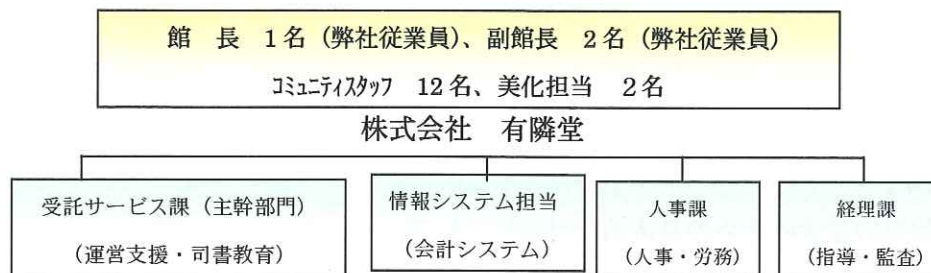 館　長　1名（弊社従業員）、副館長　2名（弊社従業員）
ｺﾐｭﾆﾃｨｽﾀｯﾌ　12名、美化担当　2名
株式会社　有隣堂
受託サービス課（主幹部門）
（運営支援・司書教育）
情報システム担当
（会計システム）
人事課
（人事・労務）
経理課
（指導・監査）